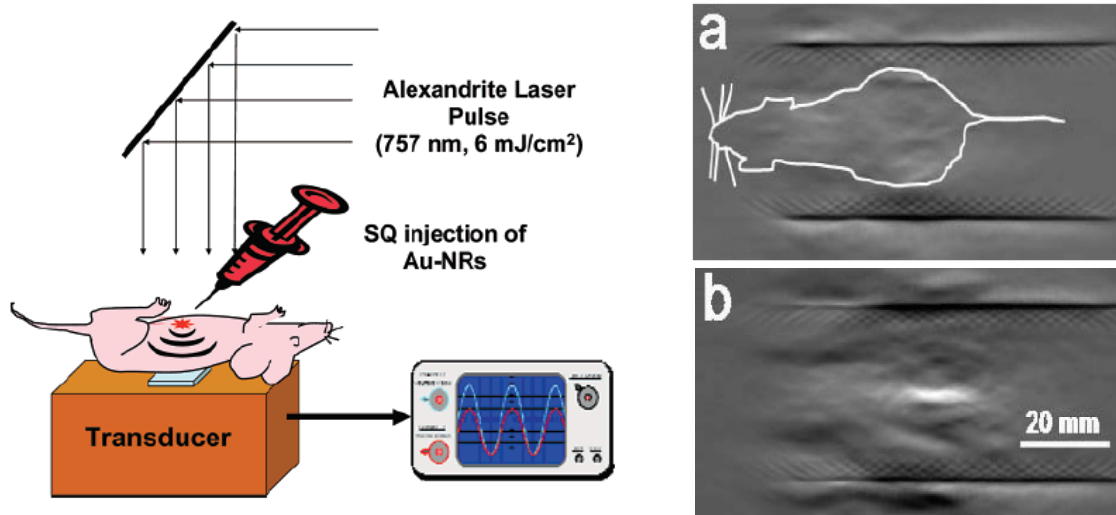 Alexandrite Laser
Pulse
(757 nm, 6 mJ/cm²)
SQ injection of
Au-NRs
Transducer
a
b
20 mm